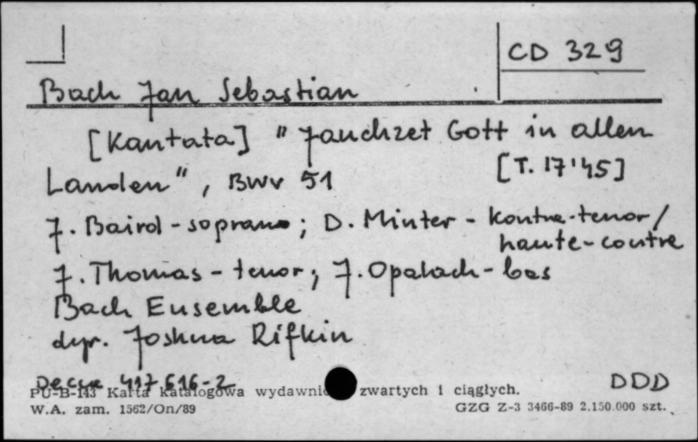 CD 329
Bach Jan Sebastian
[Kantata] "Jauchzet Gott in allen
Landen", BWV 51 [T. 17'45]
J. Baird - soprano; D. Minter - kontra-tenor/
haute-contre
J. Thomas - tenor; J. Opalach - bas
Bach Ensemble
dyr. Joshua Rifkin
Decca 417 616-2 DDD
PU-B-143 Karta katalogowa wydawnic zwartych i ciągłych.
W.A. zam. 1562/On/89 GZG Z-3 3466-89 2.150.000 szt.